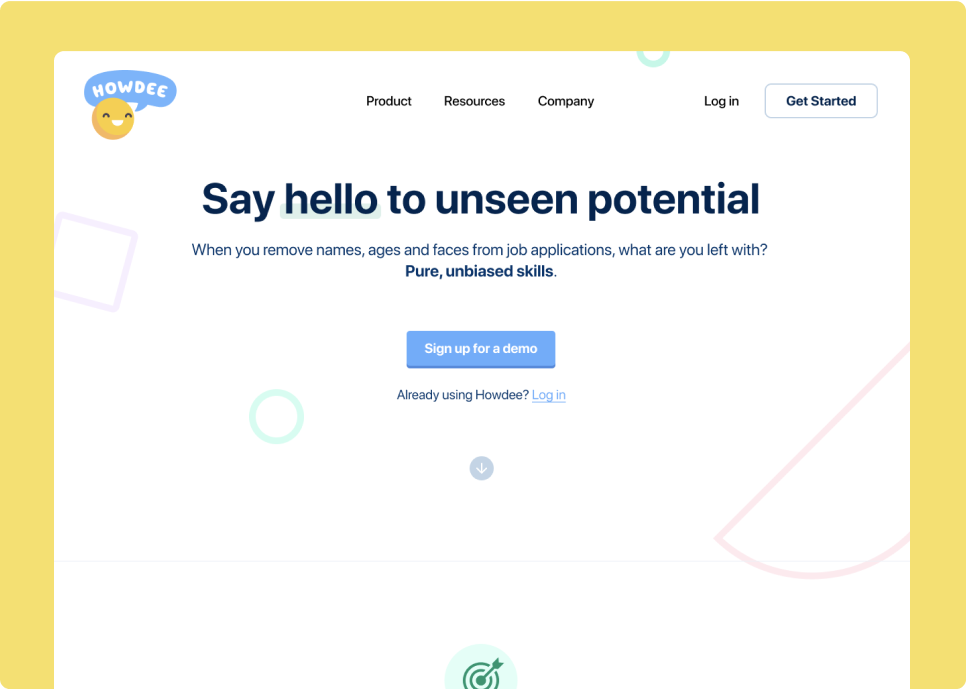 HOWDEE
Product Resources Company Log in Get Started
Say hello to unseen potential
When you remove names, ages and faces from job applications, what are you left with?
Pure, unbiased skills.
Sign up for a demo
Already using Howdee? Log in